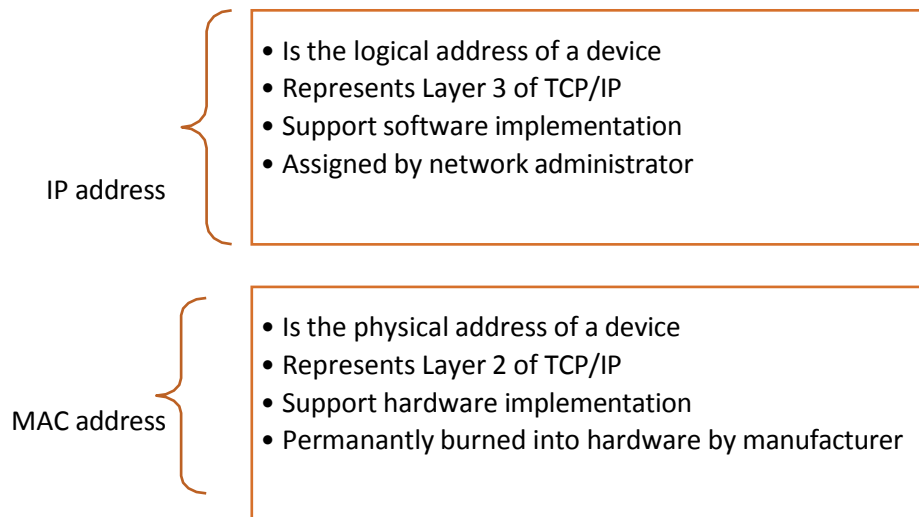 IP address
• Is the logical address of a device
• Represents Layer 3 of TCP/IP
• Support software implementation
• Assigned by network administrator
MAC address
• Is the physical address of a device
• Represents Layer 2 of TCP/IP
• Support hardware implementation
• Permanantly burned into hardware by manufacturer